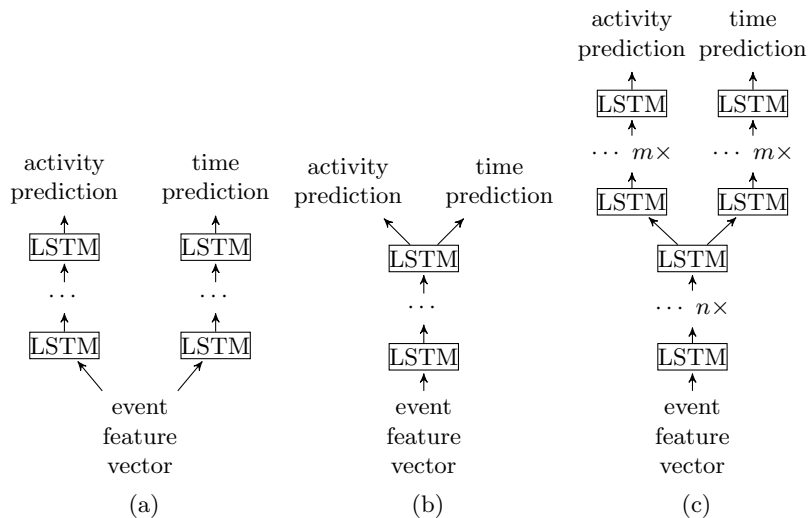 activity
prediction
time
prediction
LSTM
LSTM
··· 
···
LSTM
LSTM
event
feature
vector
(a)
activity
prediction
time
prediction
LSTM
···
LSTM
event
feature
vector
(b)
activity
prediction
time
prediction
LSTM
LSTM
··· m×
··· m×
LSTM
LSTM
LSTM
··· n×
LSTM
event
feature
vector
(c)